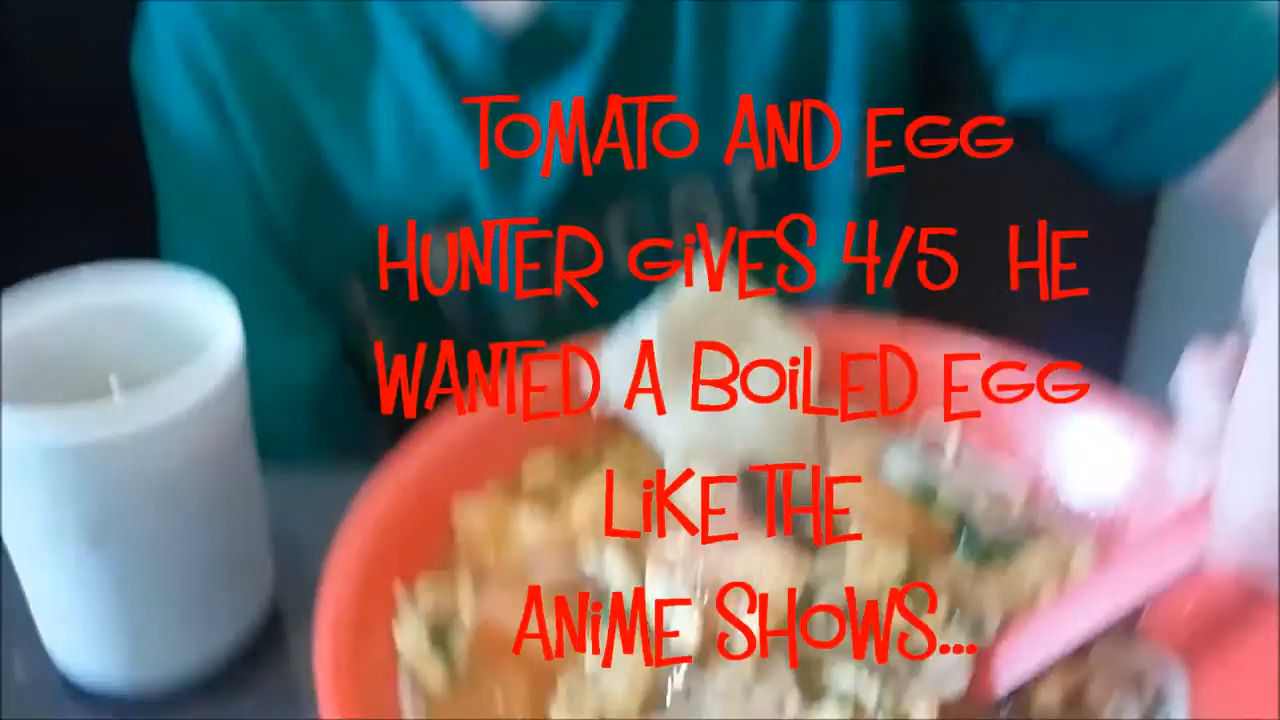 TOMATO AND EGG
HUNTER GIVES 4/5 HE
WANTED A BOILED EGG
LIKE THE
ANIME SHOWS...